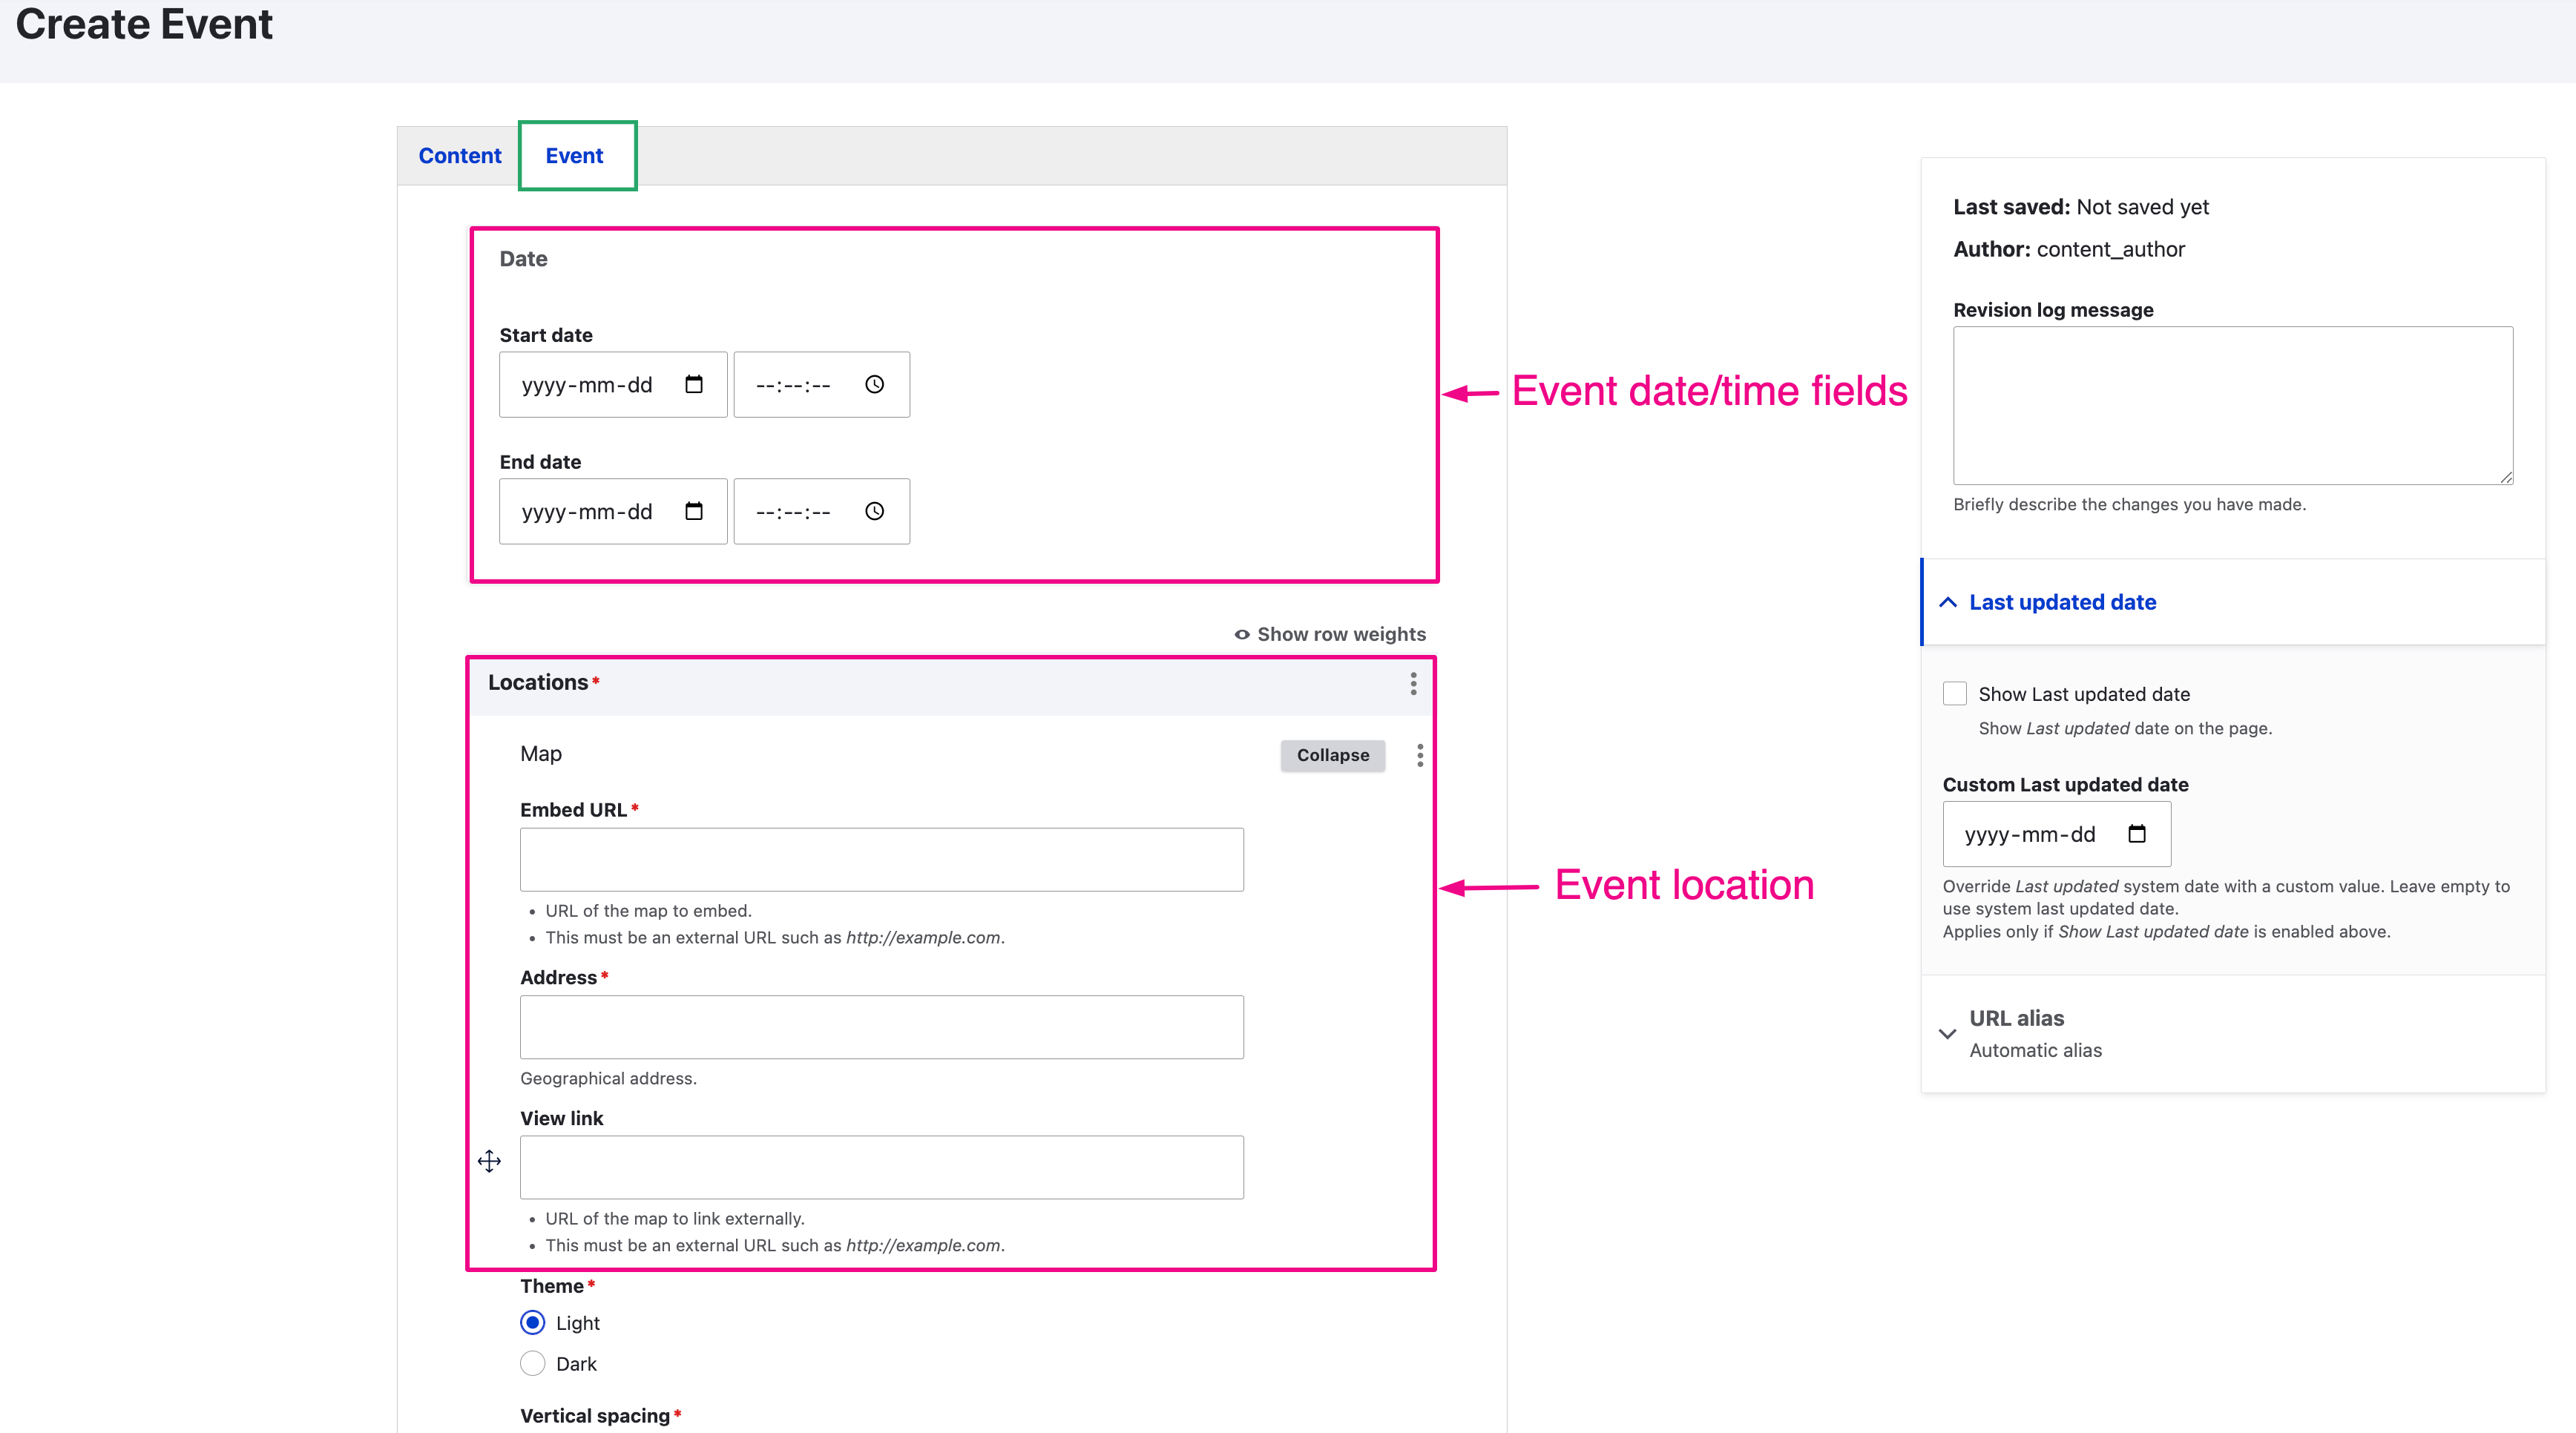 Create Event
Content
Event
Date
Start date
yyyy-mm-dd
--:--:--
End date
yyyy-mm-dd
--:--:--
Event date/time fields
Show row weights
Locations*
Map
Collapse
Embed URL*
• URL of the map to embed.
• This must be an external URL such as http://example.com.
Address*
Geographical address.
View link
• URL of the map to link externally.
• This must be an external URL such as http://example.com.
Event location
Theme*
Light
Dark
Vertical spacing*
Last saved: Not saved yet
Author: content_author
Revision log message
Briefly describe the changes you have made.
Last updated date
Show Last updated date
Show Last updated date on the page.
Custom Last updated date
yyyy-mm-dd
Override Last updated system date with a custom value. Leave empty to
use system last updated date.
Applies only if Show Last updated date is enabled above.
URL alias
Automatic alias